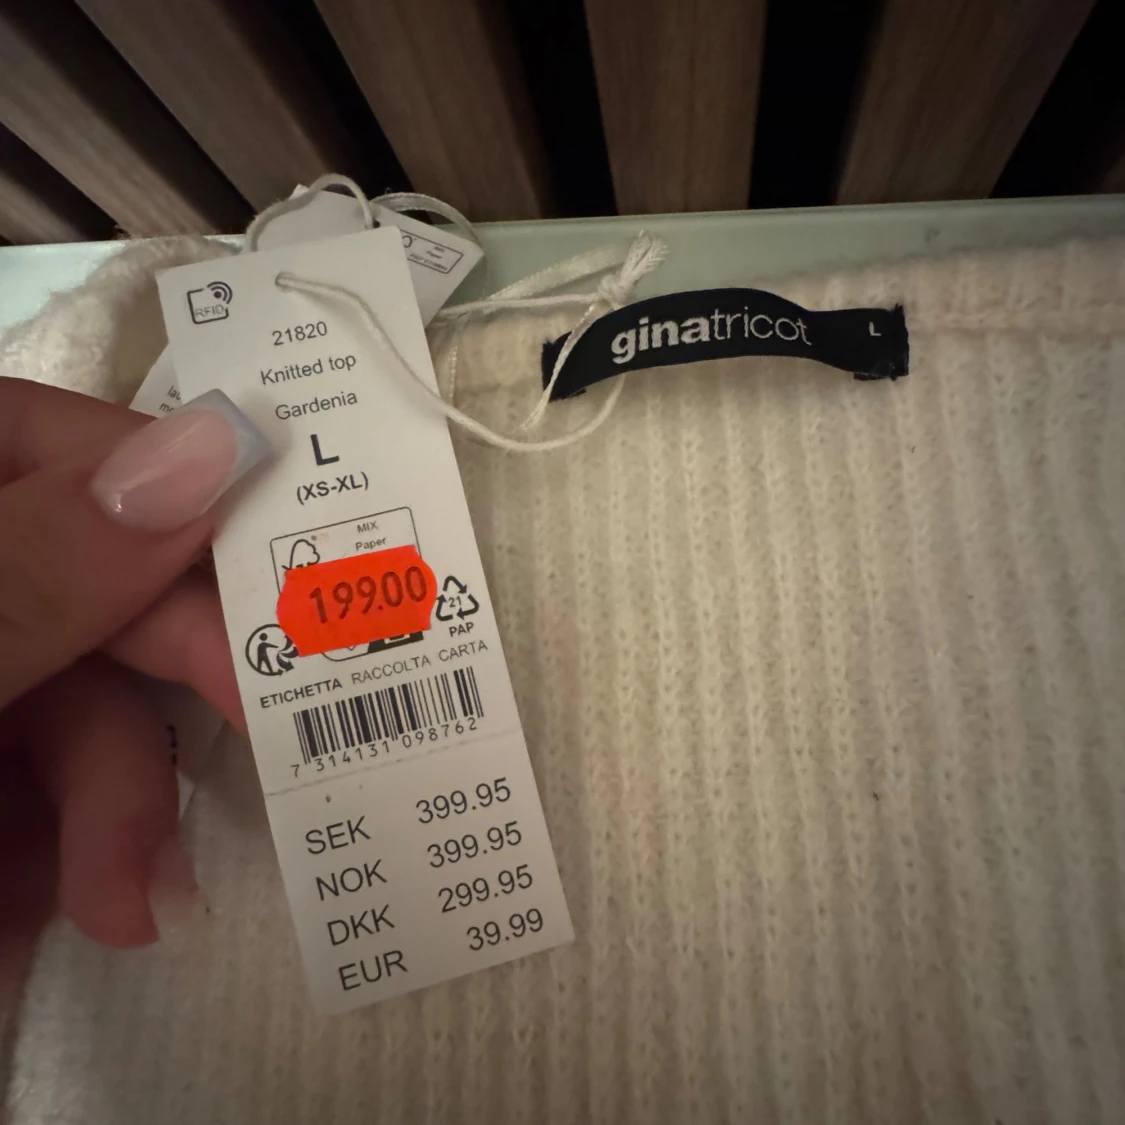 RFID
21820
Knitted top
Gardenia
L
(XS-XL)
MIX
Paper
199.00
21
PAP
ETICHETTA RACCOLTA CARTA
7 314131 098762
SEK 399.95
NOK 399.95
DKK 299.95
EUR 39.99
ginatricot L